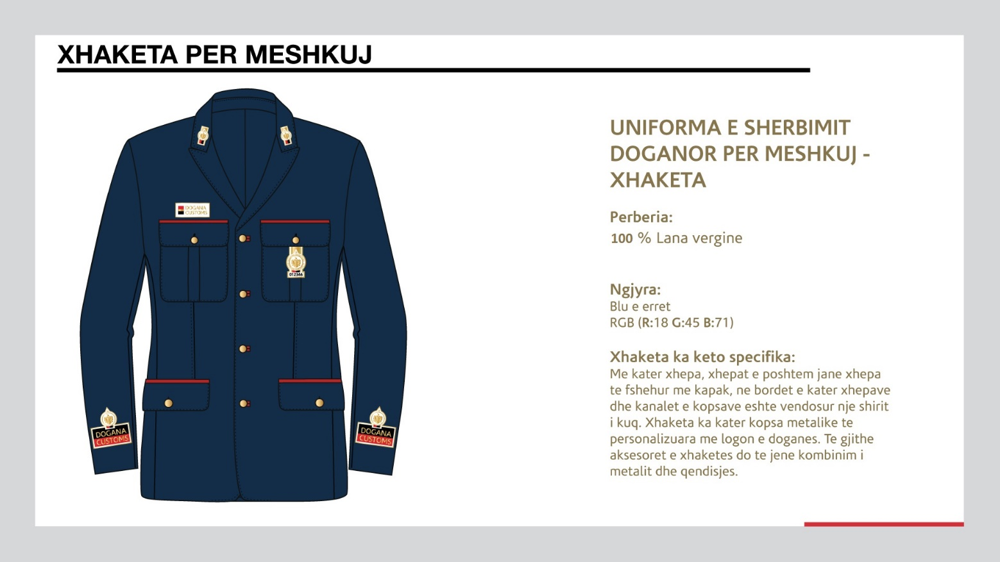 XHAKETA PER MESHKUJ
DOGANA
CUSTOMS
012346
DOGANA
CUSTOMS
DOGANA
CUSTOMS
UNIFORMA E SHERBIMIT
DOGANOR PER MESHKUJ -
XHAKETA
Perberia:
100 % Lana vergine
Ngjyra:
Blu e erret
RGB (R:18 G:45 B:71)
Xhaketa ka keto specifika:
Me kater xhepa, xhepat e poshtem jane xhepa
te fshehur me kapak, ne bordet e kater xhepave
dhe kanalet e kopsave eshte vendosur nje shirit
i kuq. Xhaketa ka kater kopsa metalike te
personalizuara me logon e doganes. Te gjithe
aksesoret e xhaketes do te jene kombinim i
metalit dhe qendisjes.